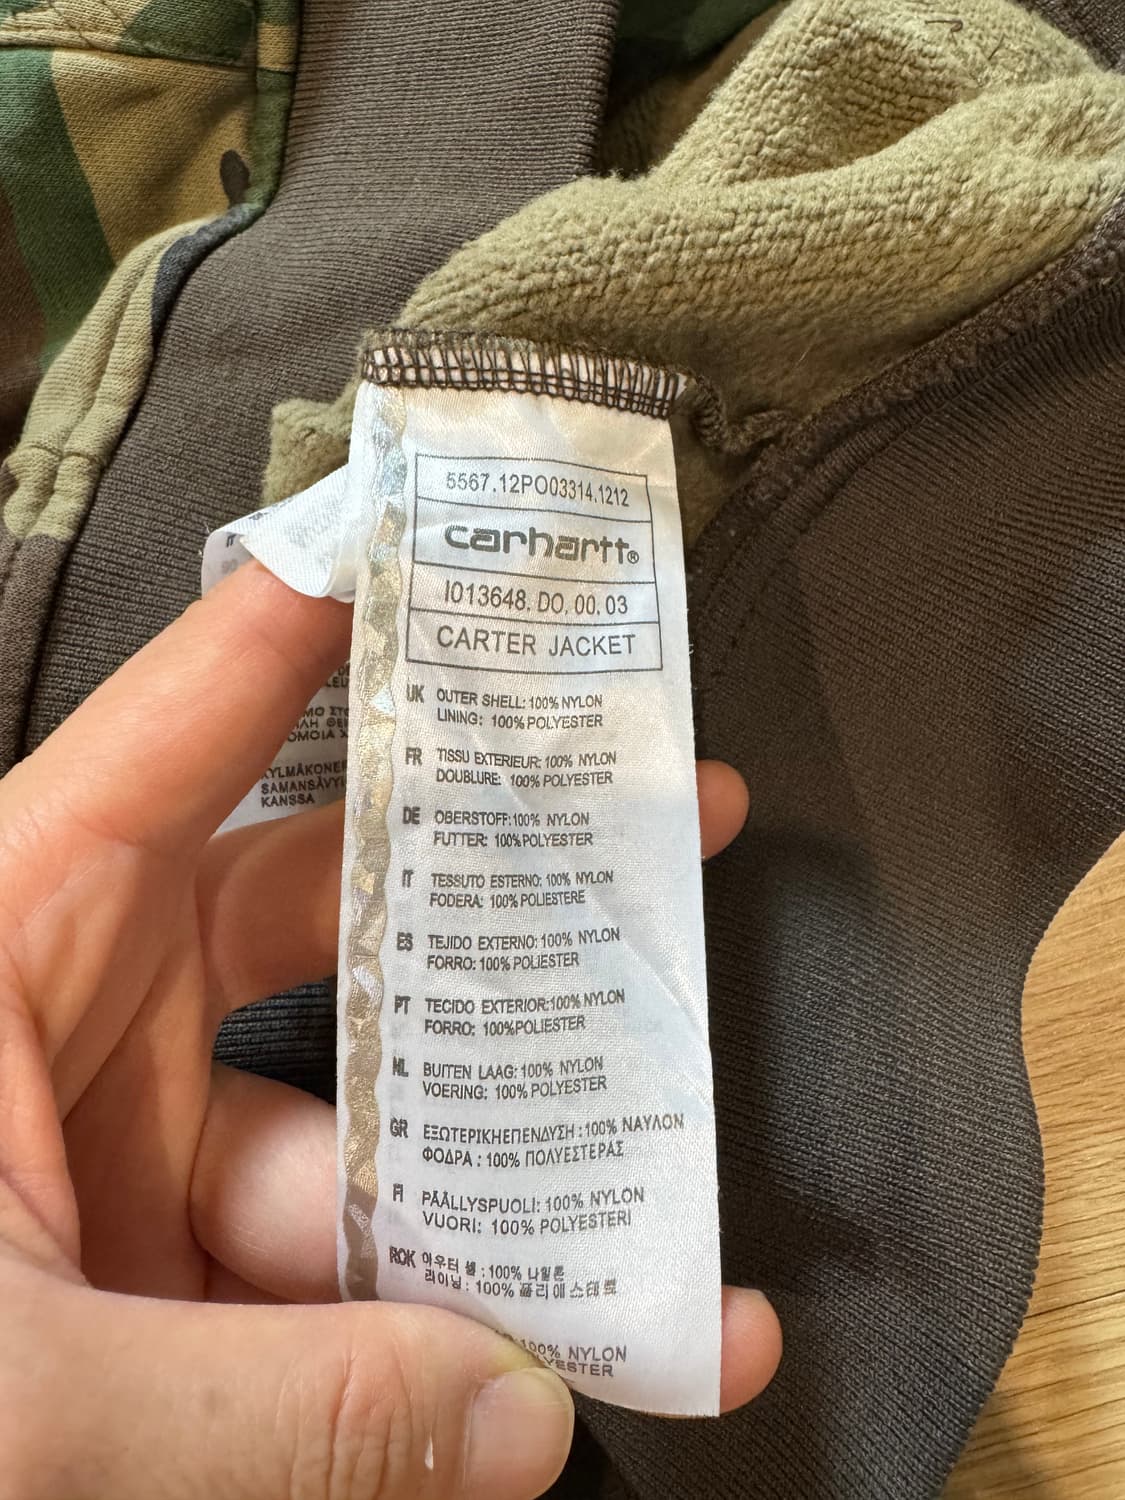 5567.12PO03314.1212
carhartt®
I013648.DO.00.03
CARTER JACKET
UK OUTER SHELL: 100% NYLON
LINING: 100% POLYESTER
FR TISSU EXTERIEUR: 100% NYLON
DOUBLURE: 100% POLYESTER
DE OBERSTOFF:100% NYLON
FUTTER: 100% POLYESTER
IT TESSUTO ESTERNO: 100% NYLON
FODERA: 100% POLIESTERE
ES TEJIDO EXTERNO: 100% NYLON
FORRO: 100% POLIESTER
PT TECIDO EXTERIOR:100% NYLON
FORRO: 100%POLIESTER
NL BUITEN LAAG: 100% NYLON
VOERING: 100% POLYESTER
GR ΕΞΩΤΕΡΙΚΗΕΠΕΝΔΥΣΗ : 100% ΝΑΥΛΟΝ
ΦΟΔΡΑ : 100% ΠΟΛΥΕΣΤΕΡΑΣ
FI PÄÄLLYSPUOLI: 100% NYLON
VUORI: 100% POLYESTERI
ROK 아우터 쉘 : 100% 나일론
라이닝 : 100% 폴리에스테르
100% NYLON
YESTER
KANSSA